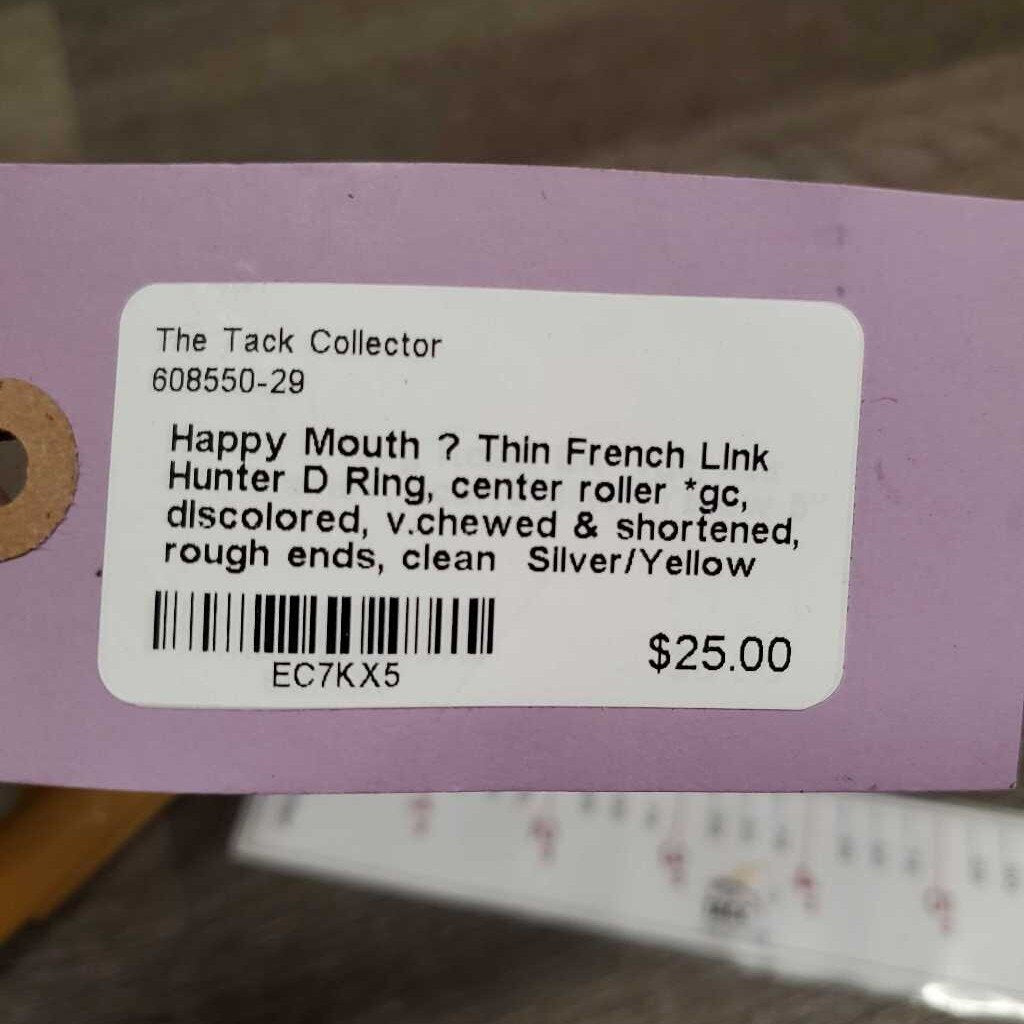 The Tack Collector
608550-29
Happy Mouth ? Thin French Link
Hunter D Ring, center roller *gc,
discolored, v.chewed & shortened,
rough ends, clean  Silver/Yellow
EC7KX5
$25.00